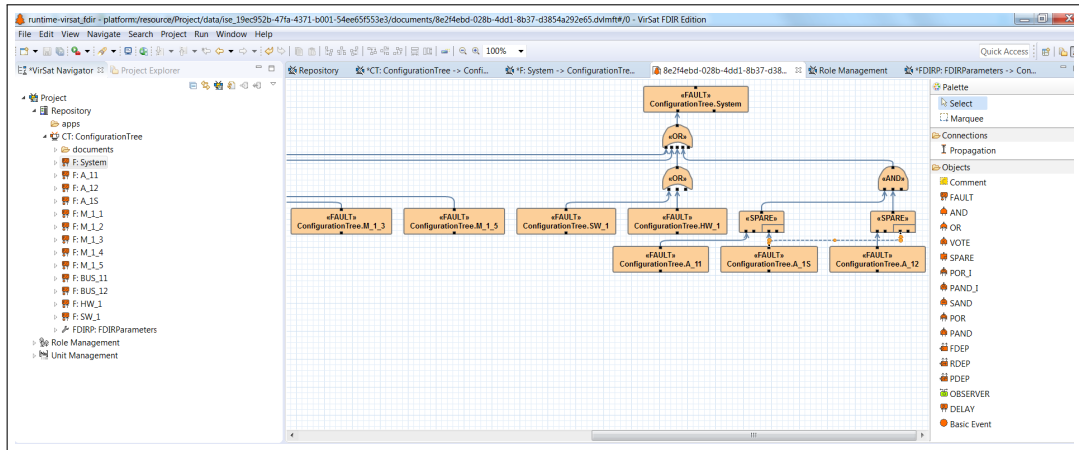 runtime-virsat_fdir - platform:/resource/Project/data/ise_19ec952b-47fa-4371-b001-54ee65f553e3/documents/8e2f4ebd-028b-4dd1-8b37-d3854a292e65.dvlmft#/0 - VirSat FDIR Edition
File Edit View Navigate Search Project Run Window Help
100%
Quick Access
*VirSat Navigator
Project Explorer
Repository
*CT: ConfigurationTree -> Confi...
*F: System -> ConfigurationTre...
8e2f4ebd-028b-4dd1-8b37-d38...
Role Management
*FDIRP: FDIRParameters -> Con...
Project
Repository
apps
CT: ConfigurationTree
documents
F: System
F: A_11
F: A_12
F: A_1S
F: M_1_1
F: M_1_2
F: M_1_3
F: M_1_4
F: M_1_5
F: BUS_11
F: BUS_12
F: HW_1
F: SW_1
FDIRP: FDIRParameters
Role Management
Unit Management
«FAULT»
ConfigurationTree.System
«OR»
«OR»
«AND»
«FAULT»
ConfigurationTree.M_1_3
«FAULT»
ConfigurationTree.M_1_5
«FAULT»
ConfigurationTree.SW_1
«FAULT»
ConfigurationTree.HW_1
«SPARE»
«SPARE»
«FAULT»
ConfigurationTree.A_11
«FAULT»
ConfigurationTree.A_1S
«FAULT»
ConfigurationTree.A_12
Palette
Select
Marquee
Connections
Propagation
Objects
Comment
FAULT
AND
OR
VOTE
SPARE
POR_I
PAND_I
SAND
POR
PAND
FDEP
RDEP
PDEP
OBSERVER
DELAY
Basic Event